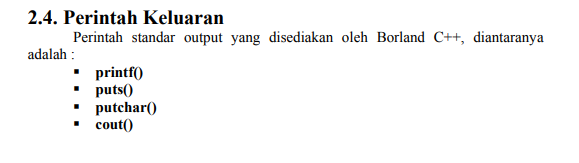 2.4. Perintah Keluaran
Perintah standar output yang disediakan oleh Borland C++, diantaranya
adalah :
▪ printf()
▪ puts()
▪ putchar()
▪ cout()